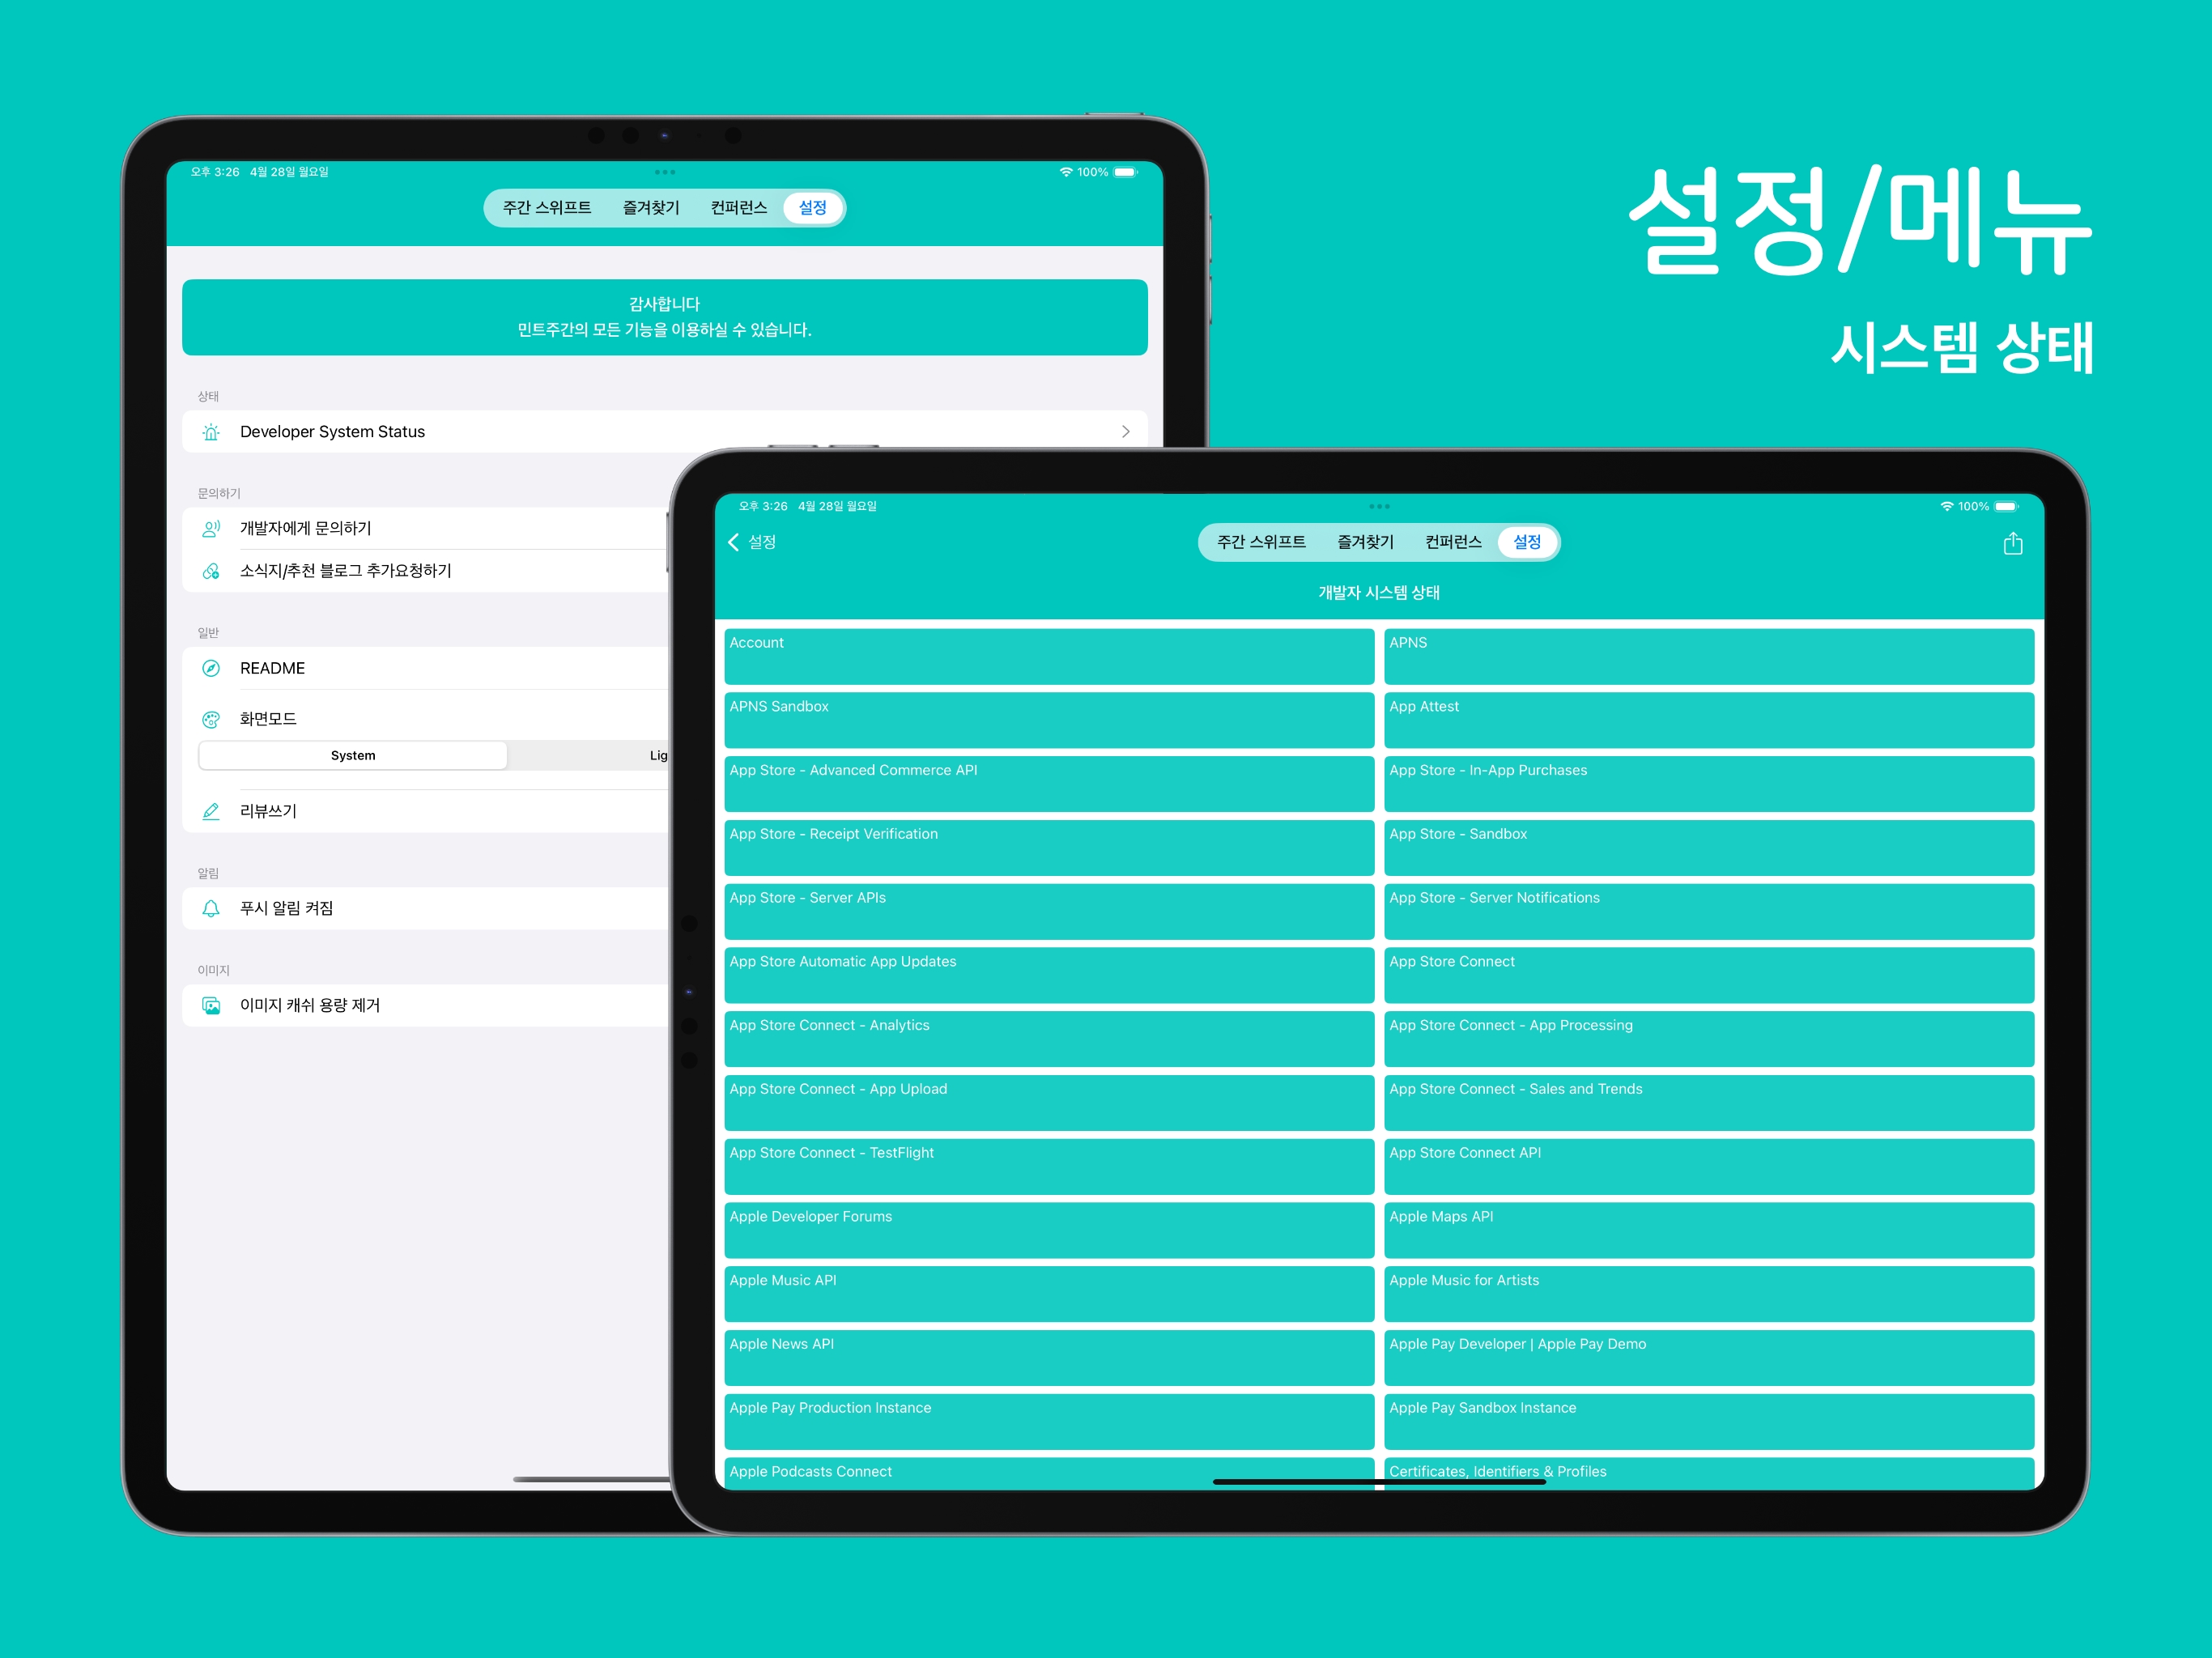 설정/메뉴
시스템 상태
오후 3:26 4월 28일 월요일
100%
주간 스위프트 즐겨찾기 컨퍼런스 설정
감사합니다
민트주간의 모든 기능을 이용하실 수 있습니다.
상태
Developer System Status
문의하기
개발자에게 문의하기
소식지/추천 블로그 추가요청하기
일반
README
화면모드
System Lig
리뷰쓰기
알림
푸시 알림 켜짐
이미지
이미지 캐쉬 용량 제거
오후 3:26 4월 28일 월요일
100%
설정
주간 스위프트 즐겨찾기 컨퍼런스 설정
개발자 시스템 상태
Account
APNS
APNS Sandbox
App Attest
App Store - Advanced Commerce API
App Store - In-App Purchases
App Store - Receipt Verification
App Store - Sandbox
App Store - Server APIs
App Store - Server Notifications
App Store Automatic App Updates
App Store Connect
App Store Connect - Analytics
App Store Connect - App Processing
App Store Connect - App Upload
App Store Connect - Sales and Trends
App Store Connect - TestFlight
App Store Connect API
Apple Developer Forums
Apple Maps API
Apple Music API
Apple Music for Artists
Apple News API
Apple Pay Developer | Apple Pay Demo
Apple Pay Production Instance
Apple Pay Sandbox Instance
Apple Podcasts Connect
Certificates, Identifiers & Profiles